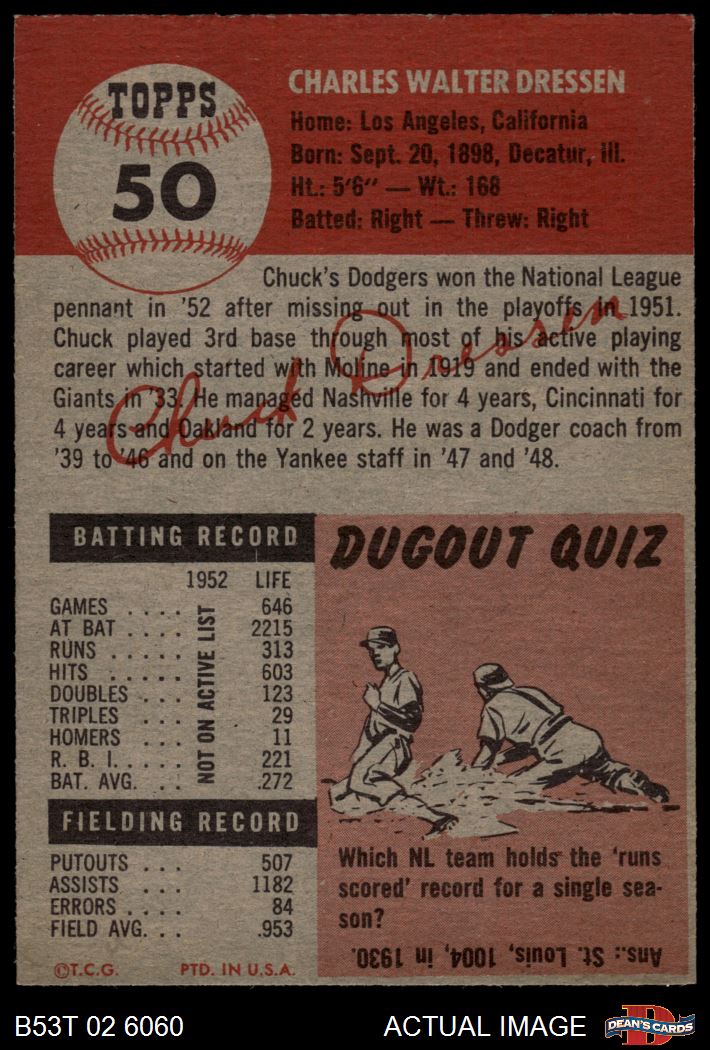 TOPPS
50
CHARLES WALTER DRESSEN
Home: Los Angeles, California
Born: Sept. 20, 1898, Decatur, Ill.
Ht.: 5'6" — Wt.: 168
Batted: Right — Threw: Right
Chuck's Dodgers won the National League
pennant in '52 after missing out in the playoffs in 1951.
Chuck played 3rd base through most of his active playing
career which started with Moline in 1919 and ended with the
Giants in '33. He managed Nashville for 4 years, Cincinnati for
4 years and Oakland for 2 years. He was a Dodger coach from
'39 to '46 and on the Yankee staff in '47 and '48.
Chuck Dressen
BATTING RECORD
1952 LIFE
GAMES .... 646
AT BAT .... 2215
RUNS ..... 313
HITS ..... 603
DOUBLES ... 123
TRIPLES ... 29
HOMERS ... 11
R. B. I. .... 221
BAT. AVG. ... .272
NOT ON ACTIVE LIST
FIELDING RECORD
PUTOUTS ... 507
ASSISTS ... 1182
ERRORS .... 84
FIELD AVG. .. .953
©T.C.G. PTD. IN U.S.A.
DUGOUT QUIZ
Which NL team holds the 'runs
scored' record for a single sea-
son?
Ans.: St. Louis, 1004, in 1930.
B53T 02 6060
ACTUAL IMAGE
DEAN'S CARDS